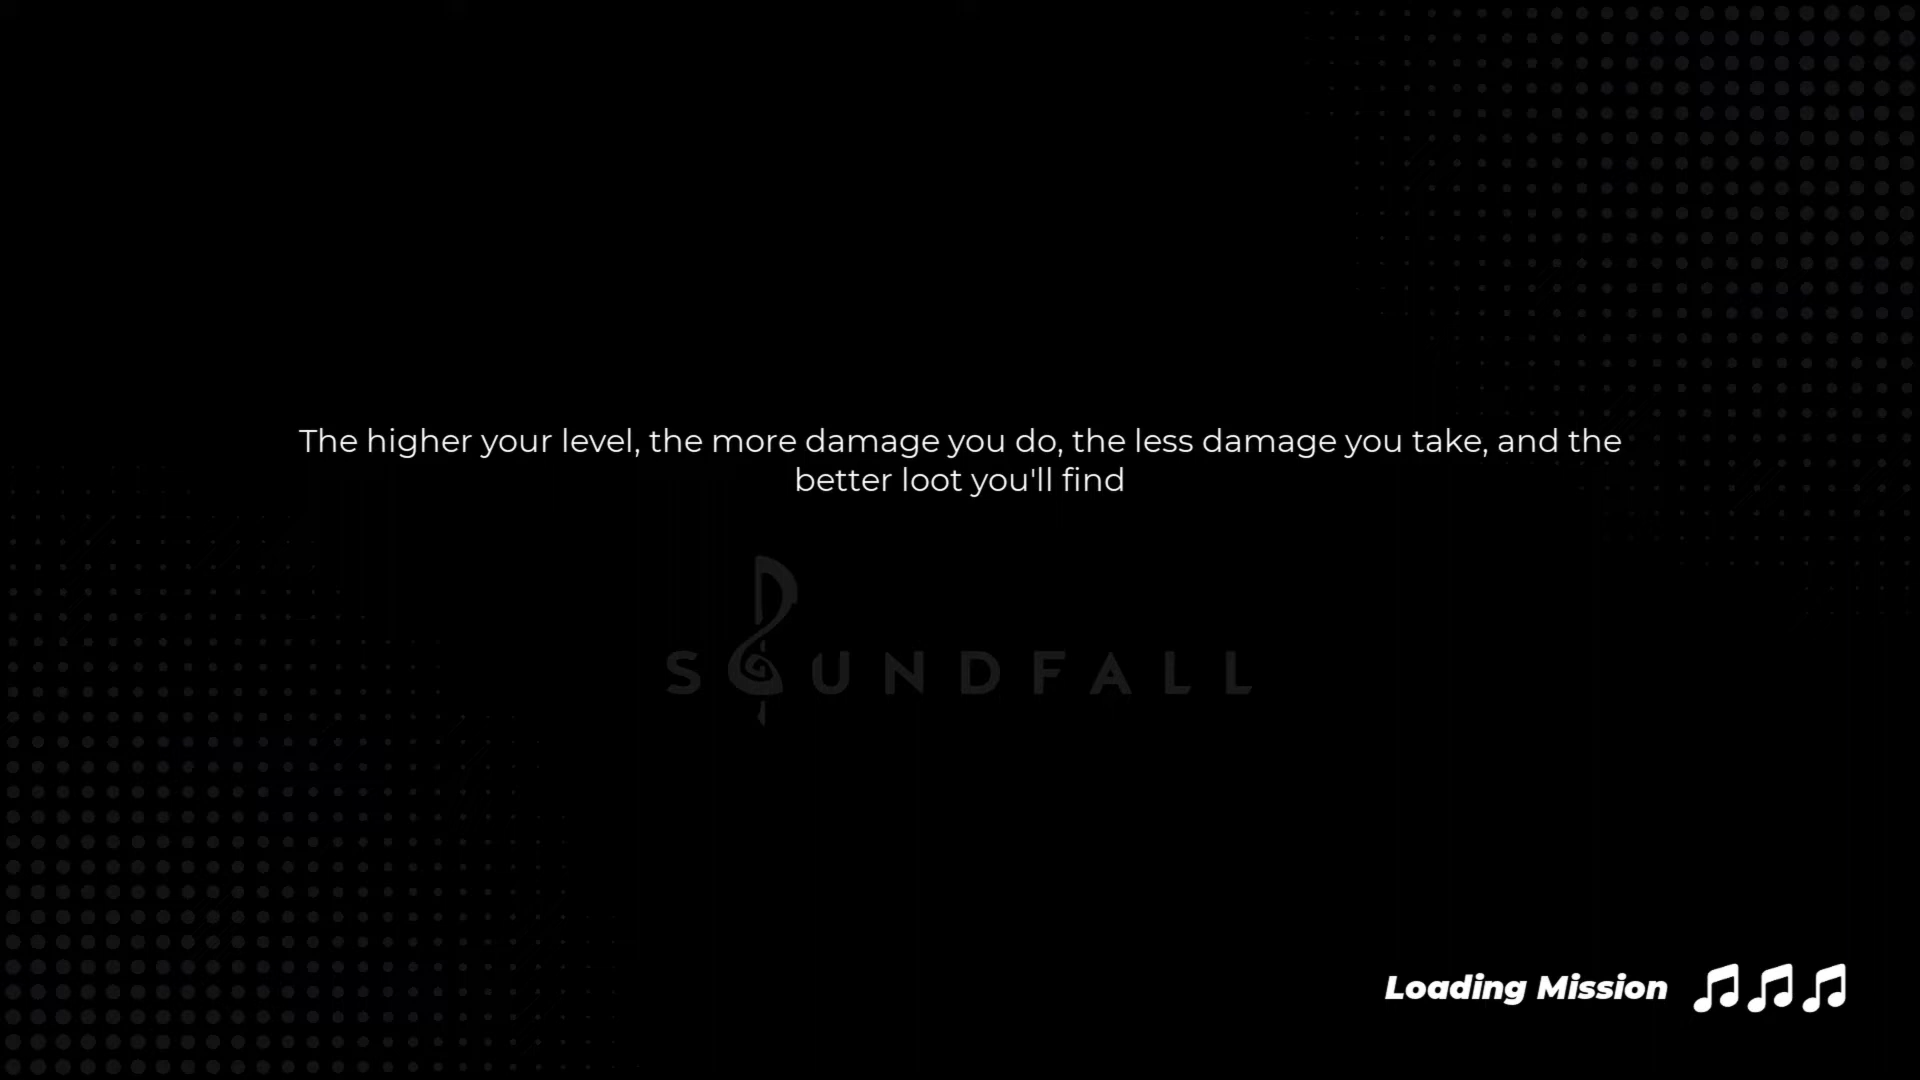 The higher your level, the more damage you do, the less damage you take, and the
better loot you'll find
SOUNDFALL
Loading Mission